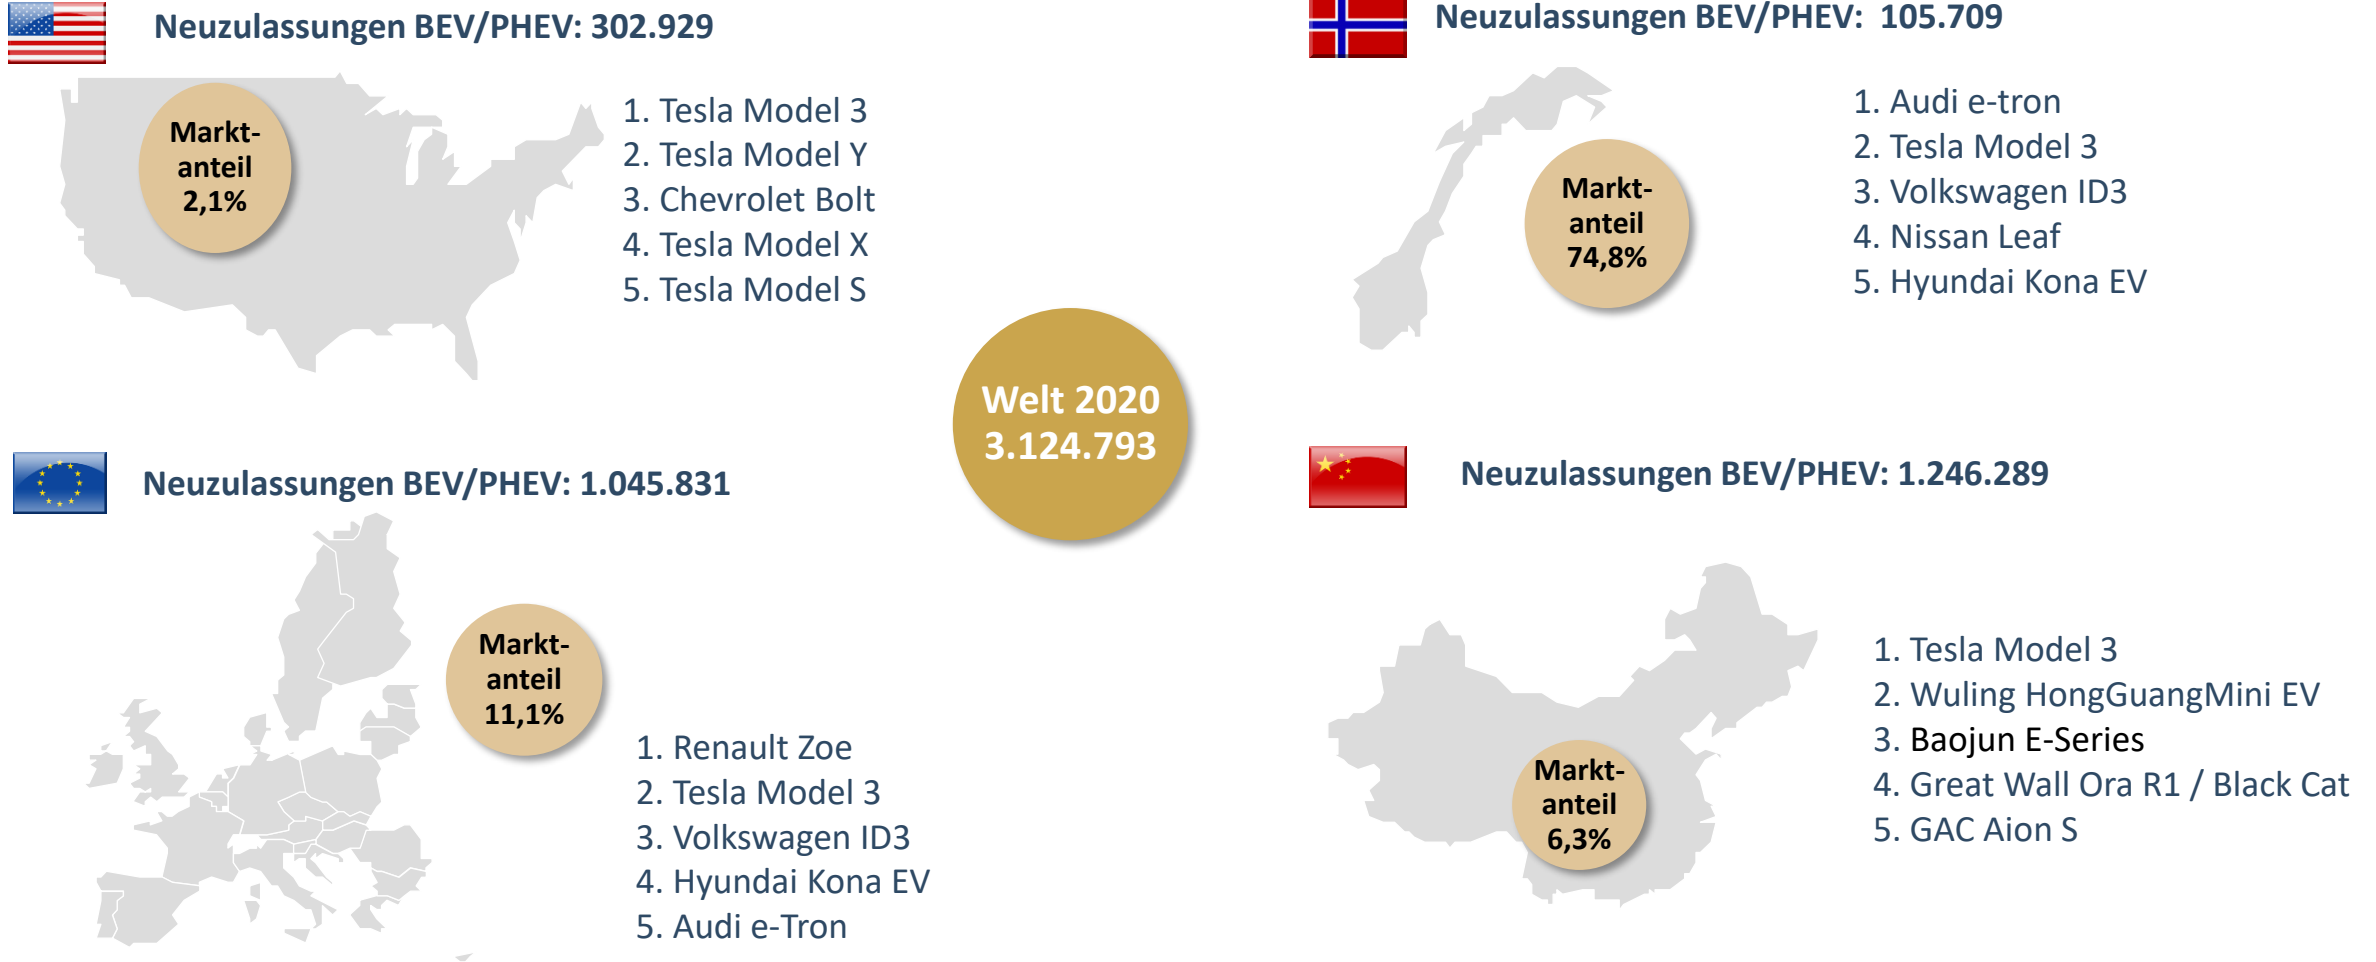 Neuzulassungen BEV/PHEV: 302.929
Markt-
anteil
2,1%
1. Tesla Model 3
2. Tesla Model Y
3. Chevrolet Bolt
4. Tesla Model X
5. Tesla Model S
Neuzulassungen BEV/PHEV: 105.709
Markt-
anteil
74,8%
1. Audi e-tron
2. Tesla Model 3
3. Volkswagen ID3
4. Nissan Leaf
5. Hyundai Kona EV
Welt 2020
3.124.793
Neuzulassungen BEV/PHEV: 1.045.831
Markt-
anteil
11,1%
1. Renault Zoe
2. Tesla Model 3
3. Volkswagen ID3
4. Hyundai Kona EV
5. Audi e-Tron
Neuzulassungen BEV/PHEV: 1.246.289
Markt-
anteil
6,3%
1. Tesla Model 3
2. Wuling HongGuangMini EV
3. Baojun E-Series
4. Great Wall Ora R1 / Black Cat
5. GAC Aion S